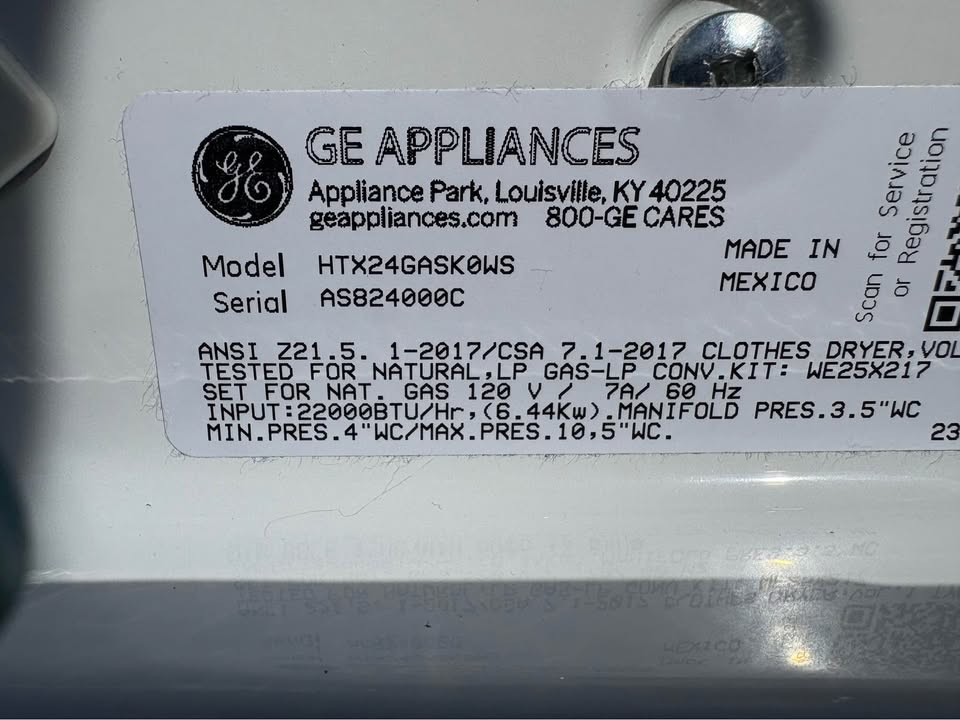 GE
GE APPLIANCES
Appliance Park, Louisville, KY 40225
geappliances.com 800-GE CARES
Model HTX24GASK0WS
Serial AS824000C
MADE IN
MEXICO
Scan for Service
or Registration
ANSI Z21.5. 1-2017/CSA 7.1-2017 CLOTHES DRYER,VOL
TESTED FOR NATURAL,LP GAS-LP CONV.KIT: WE25X217
SET FOR NAT. GAS 120 V / 7A/ 60 Hz
INPUT:22000BTU/Hr,(6.44Kw).MANIFOLD PRES.3.5"WC
MIN.PRES.4"WC/MAX.PRES.10,5"WC.
23